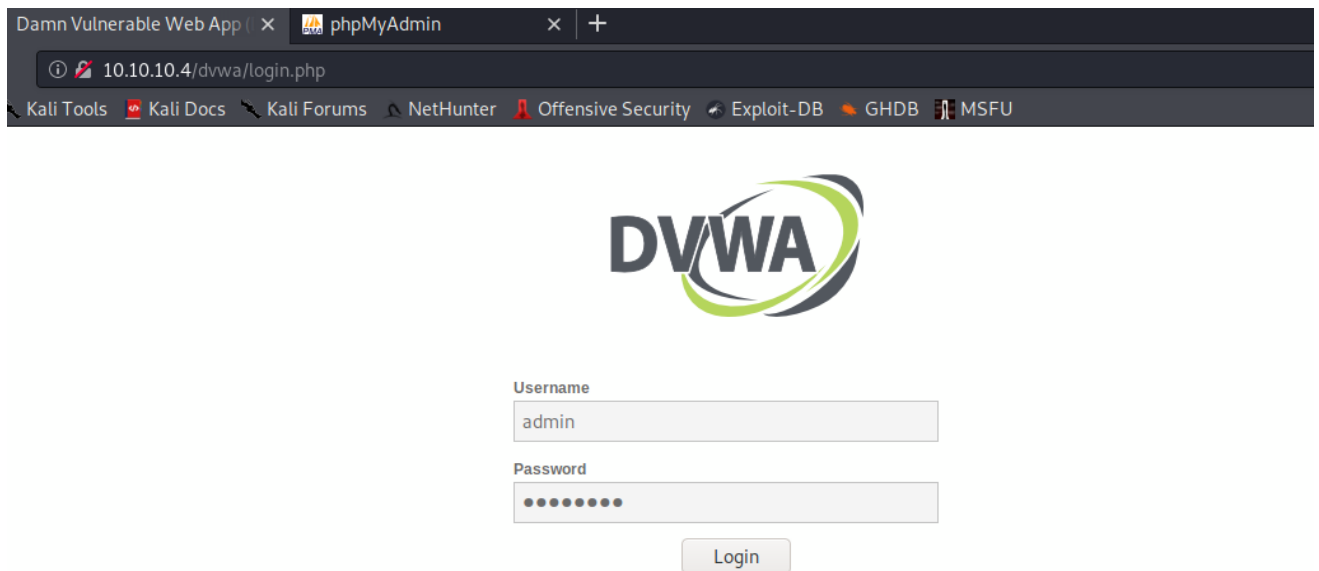 Damn Vulnerable Web App ( phpMyAdmin
10.10.10.4/dvwa/login.php
Kali Tools Kali Docs Kali Forums NetHunter Offensive Security Exploit-DB GHDB MSFU
DVWA
Username
admin
Password
••••••••
Login